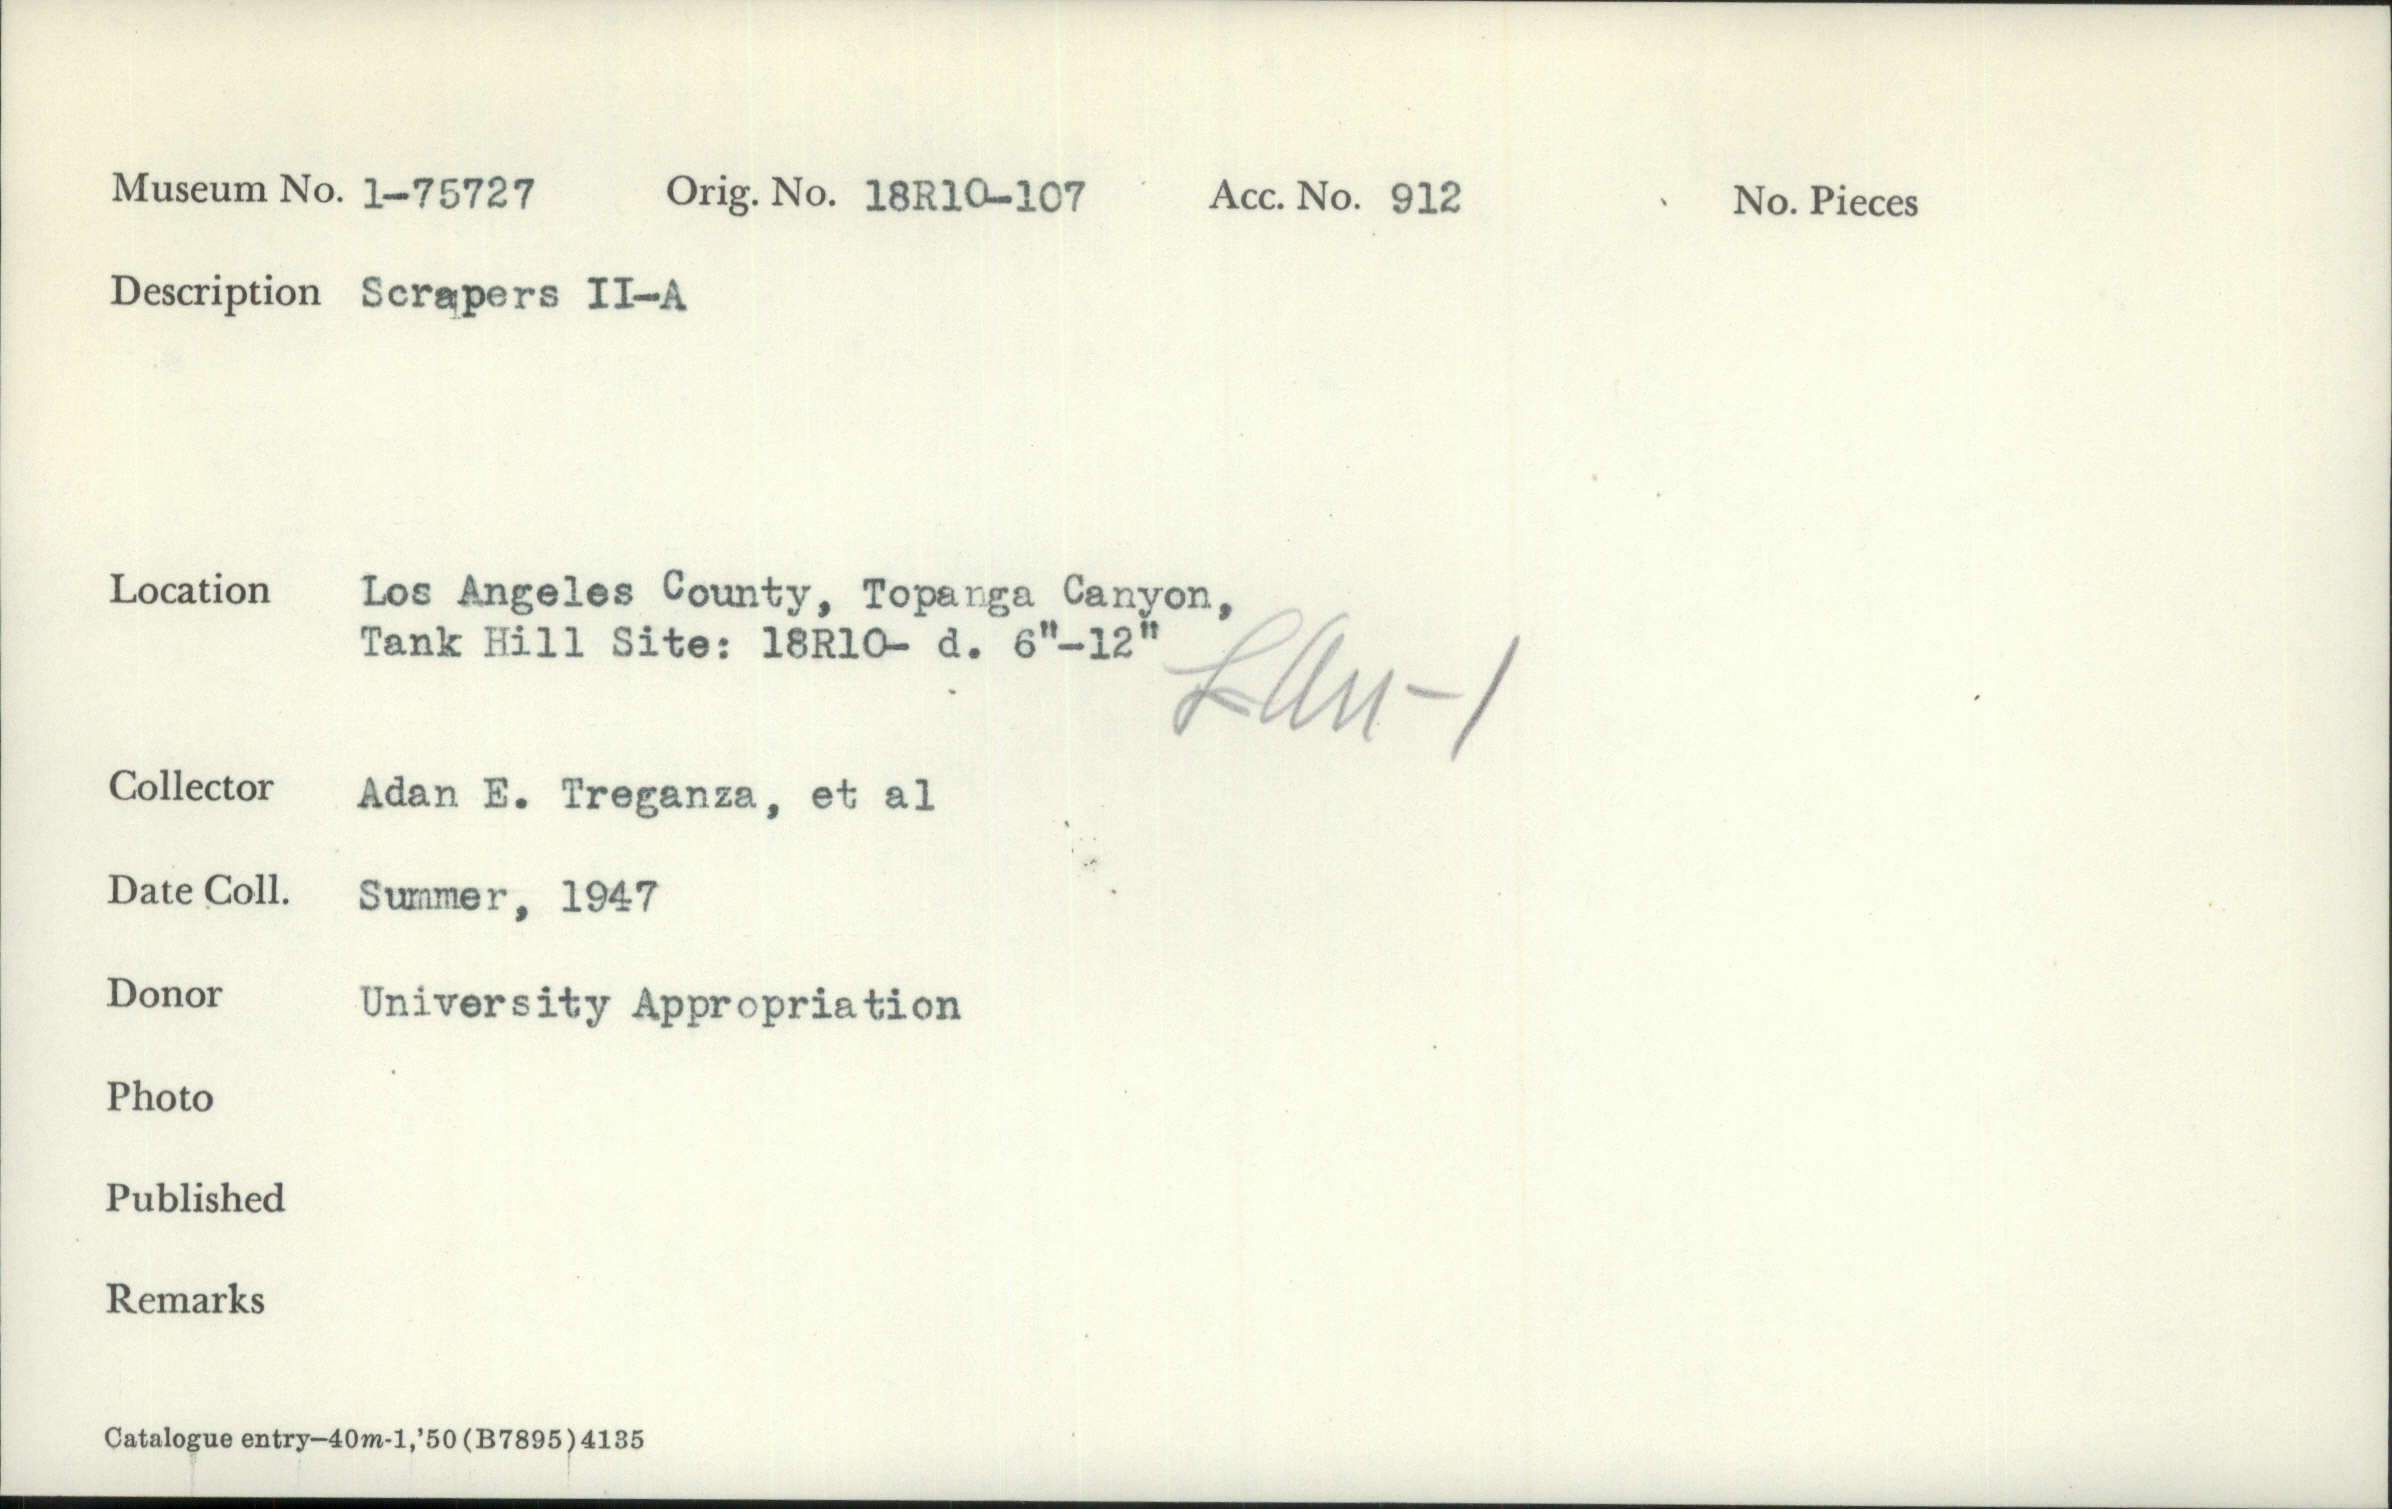 Museum No. 1-75727 Orig. No. 18R10-107 Acc. No. 912 No. Pieces
Description Scrapers II-A
Location Los Angeles County, Topanga Canyon,
Tank Hill Site: 18R10- d. 6"-12"
LAn-1
Collector Adan E. Treganza, et al
Date Coll. Summer, 1947
Donor University Appropriation
Photo
Published
Remarks
Catalogue entry—40m-1,'50(B7895)4135